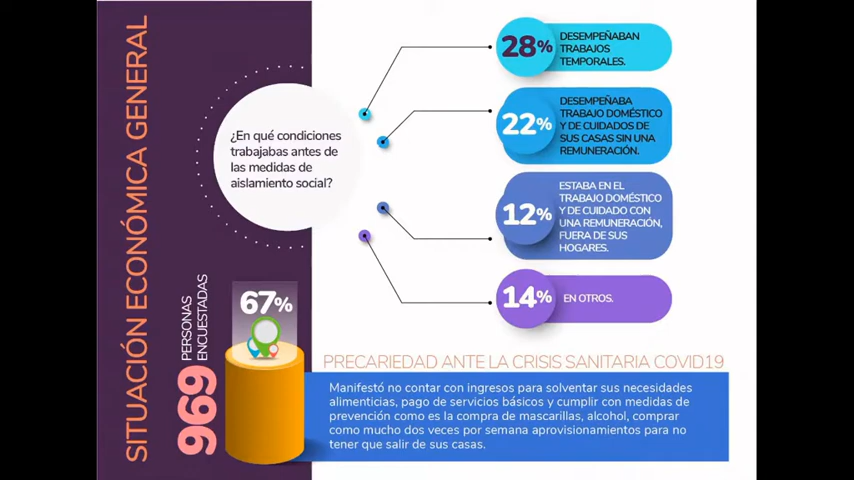 SITUACIÓN ECONÓMICA GENERAL
¿En qué condiciones
trabajabas antes de
las medidas de
aislamiento social?
28%
DESEMPEÑABAN
TRABAJOS
TEMPORALES.
22%
DESEMPEÑABA
TRABAJO DOMÉSTICO
Y DE CUIDADOS DE
SUS CASAS SIN UNA
REMUNERACIÓN.
12%
ESTABA EN EL
TRABAJO DOMÉSTICO
Y DE CUIDADO CON
UNA REMUNERACIÓN,
FUERA DE SUS
HOGARES.
14%
EN OTROS.
969
PERSONAS
ENCUESTADAS
67%
PRECARIEDAD ANTE LA CRISIS SANITARIA COVID19
Manifestó no contar con ingresos para solventar sus necesidades
alimenticias, pago de servicios básicos y cumplir con medidas de
prevención como es la compra de mascarillas, alcohol, comprar
como mucho dos veces por semana aprovisionamientos para no
tener que salir de sus casas.